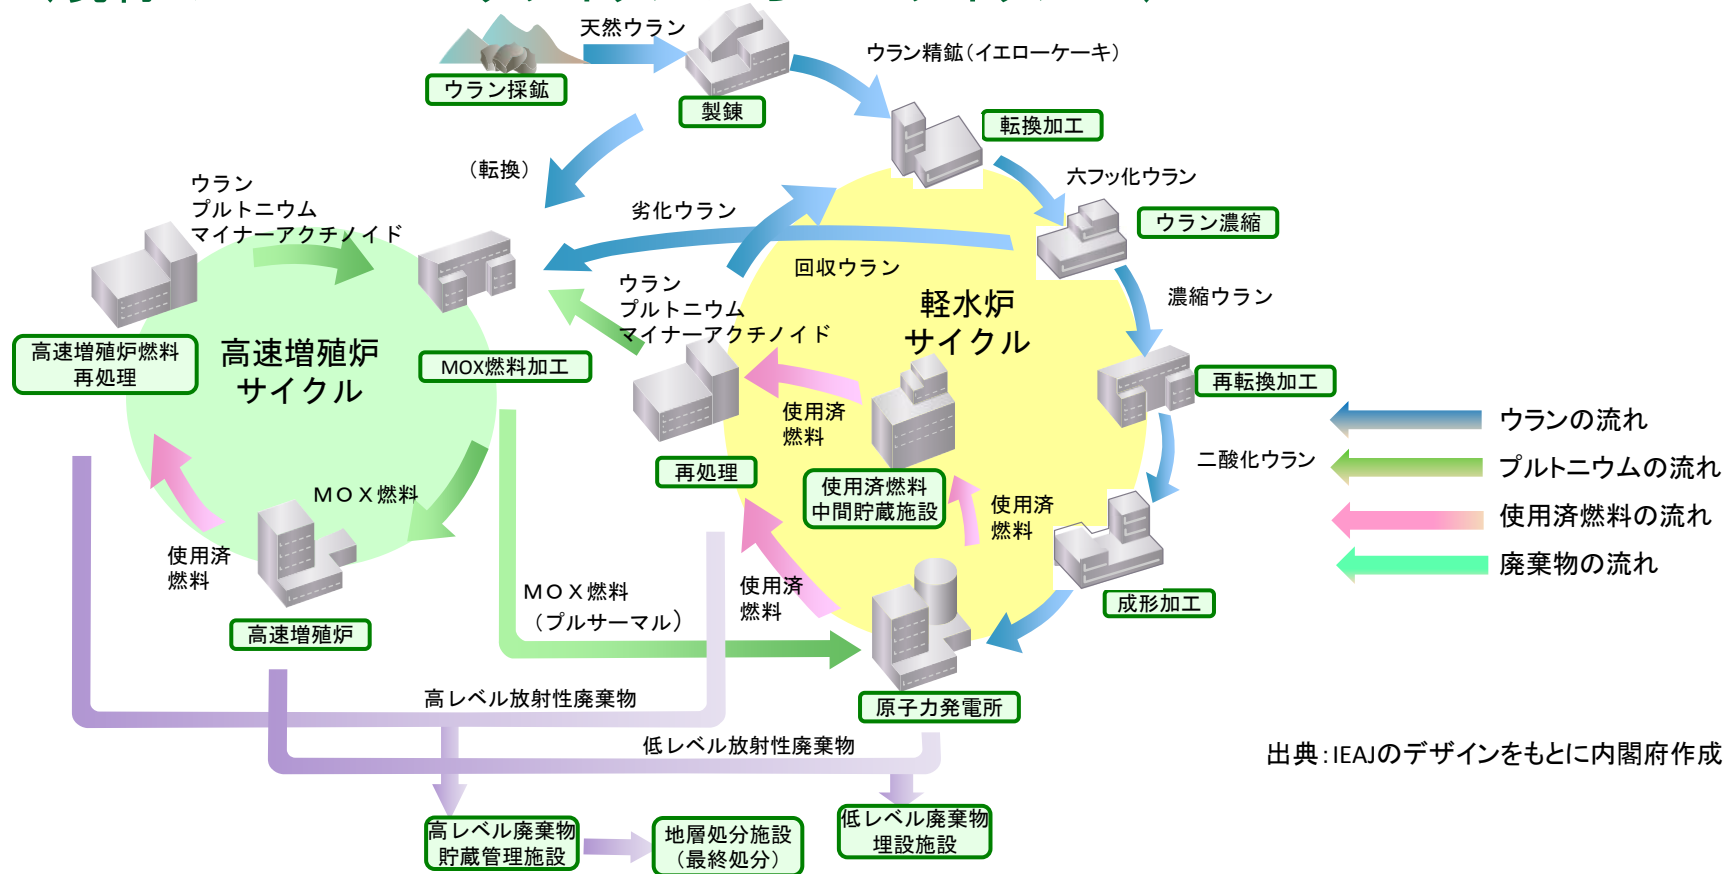 天然ウラン
ウラン精鉱（イエローケーキ）
ウラン採鉱
製錬
転換加工
（転換）
六フッ化ウラン
ウラン
プルトニウム
マイナーアクチノイド
劣化ウラン
ウラン濃縮
回収ウラン
濃縮ウラン
ウラン
プルトニウム
マイナーアクチノイド
軽水炉
サイクル
高速増殖炉燃料
再処理
高速増殖炉
サイクル
MOX燃料加工
再転換加工
使用済
燃料
ウランの流れ
二酸化ウラン
プルトニウムの流れ
再処理
使用済燃料
中間貯蔵施設
ＭＯＸ燃料
使用済
燃料
使用済燃料の流れ
廃棄物の流れ
使用済
燃料
使用済
燃料
ＭＯＸ燃料
（プルサーマル）
成形加工
高速増殖炉
高レベル放射性廃棄物
原子力発電所
低レベル放射性廃棄物
出典：IEAJのデザインをもとに内閣府作成
高レベル廃棄物
貯蔵管理施設
地層処分施設
（最終処分）
低レベル廃棄物
埋設施設